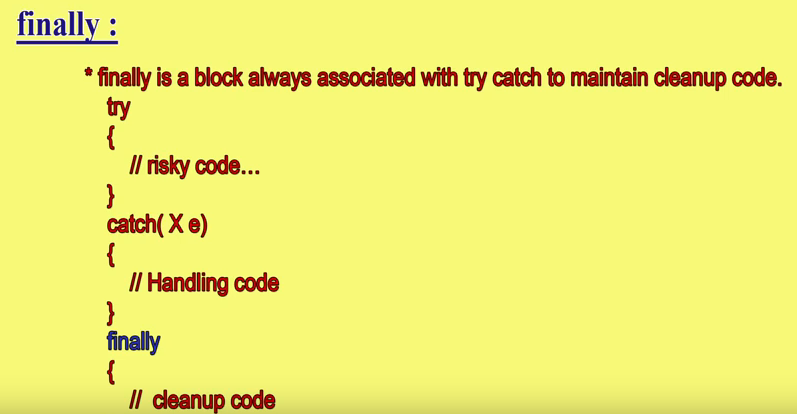 finally :
* finally is a block always associated with try catch to maintain cleanup code.
try
{
// risky code...
}
catch( X e)
{
// Handling code
}
finally
{
// cleanup code